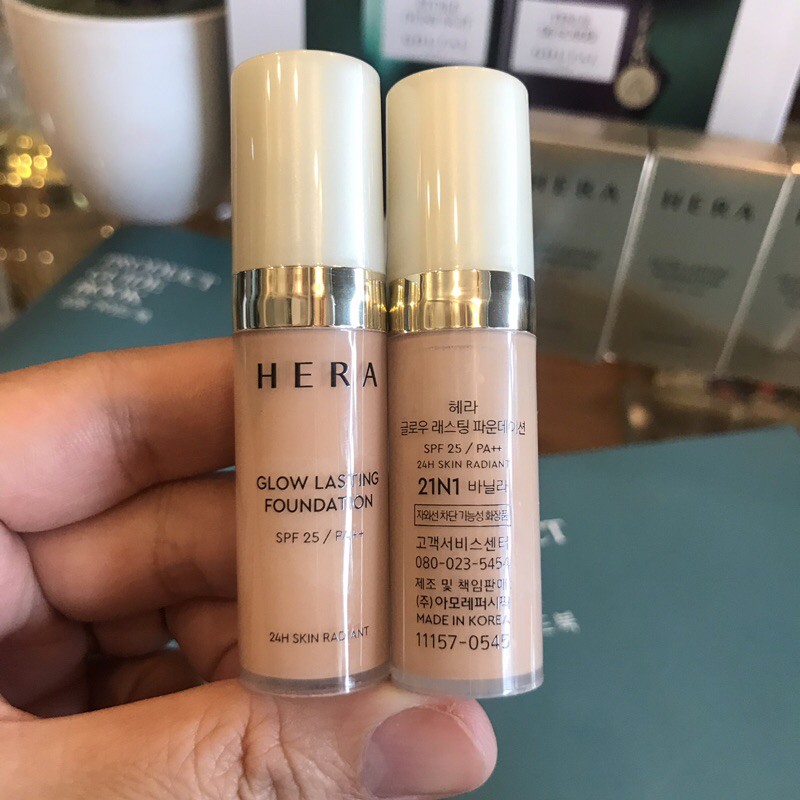 HERA
GLOW LASTING
FOUNDATION
SPF 25 / PA++
24H SKIN RADIANT
헤라
글로우 래스팅 파운데이션
SPF 25 / PA++
24H SKIN RADIANT
21N1 바닐라
자외선 차단 기능성 화장품
고객서비스센터
080-023-5454
제조 및 책임판매
(주)아모레퍼시픽
MADE IN KOREA
11157-0545
HERA
HERA
PRODUCT
GUIDE
BOOK